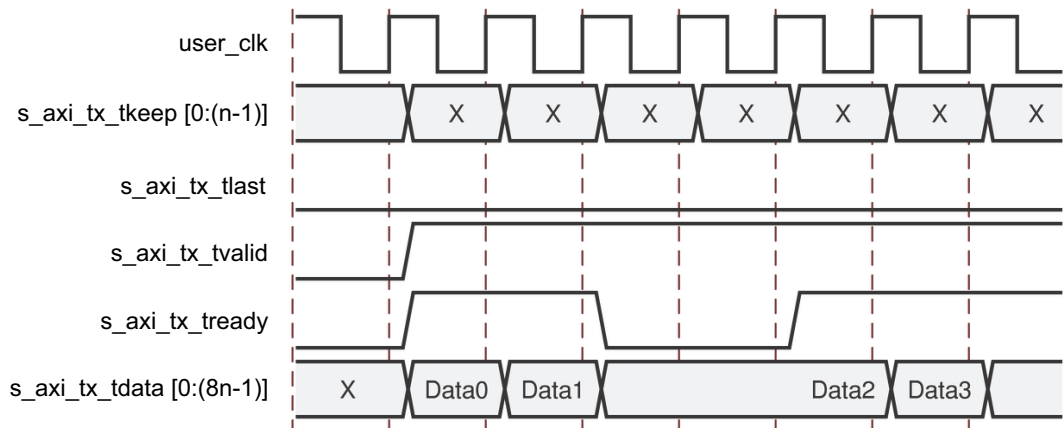 user_clk
s_axi_tx_tkeep [0:(n-1)] X X X X X X X
s_axi_tx_tlast
s_axi_tx_tvalid
s_axi_tx_tready
s_axi_tx_tdata [0:(8n-1)] X Data0 Data1 Data2 Data3